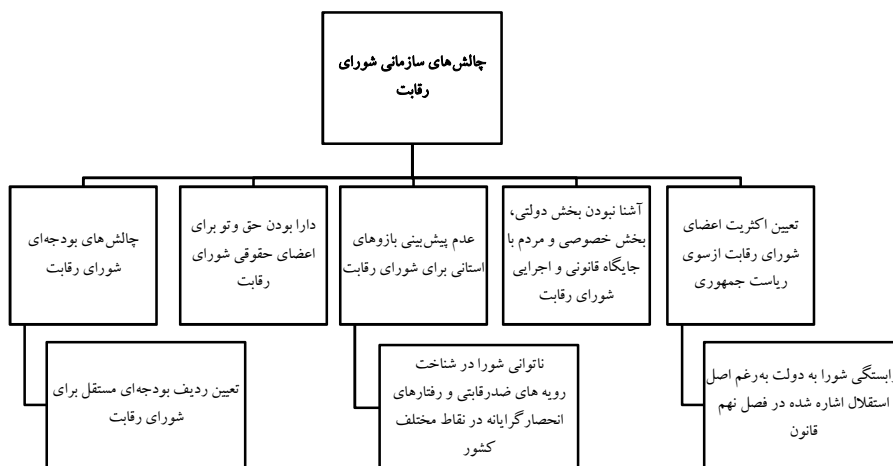 چالش‌های سازمانی شورای
رقابت
تعیین اکثریت اعضای
شورای رقابت ازسوی
ریاست جمهوری
آشنا نبودن بخش دولتی،
بخش خصوصی و مردم با
جایگاه قانونی و اجرایی
شورای رقابت
عدم پیش‌بینی بازوهای
استانی برای شورای رقابت
دارا بودن حق وتو برای
اعضای حقوقی شورای
رقابت
چالش‌های بودجه‌ای
شورای رقابت
وابستگی شورا به دولت به‌رغم اصل
استقلال اشاره شده در فصل نهم
قانون
ناتوانی شورا در شناخت
رویه های ضدرقابتی و رفتارهای
انحصارگرایانه در نقاط مختلف
کشور
تعیین ردیف بودجه‌ای مستقل برای
شورای رقابت